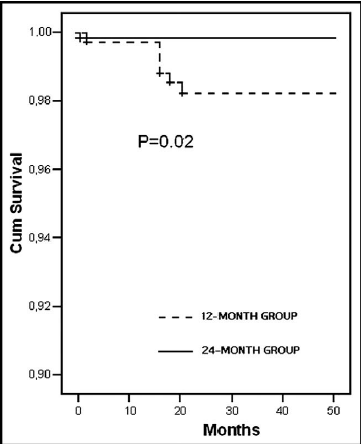 1.00
0,98
P=0.02
0,96
Cum Survival
0,94
0,92
12-MONTH GROUP
24-MONTH GROUP
0,90
0 10 20 30 40 50
Months